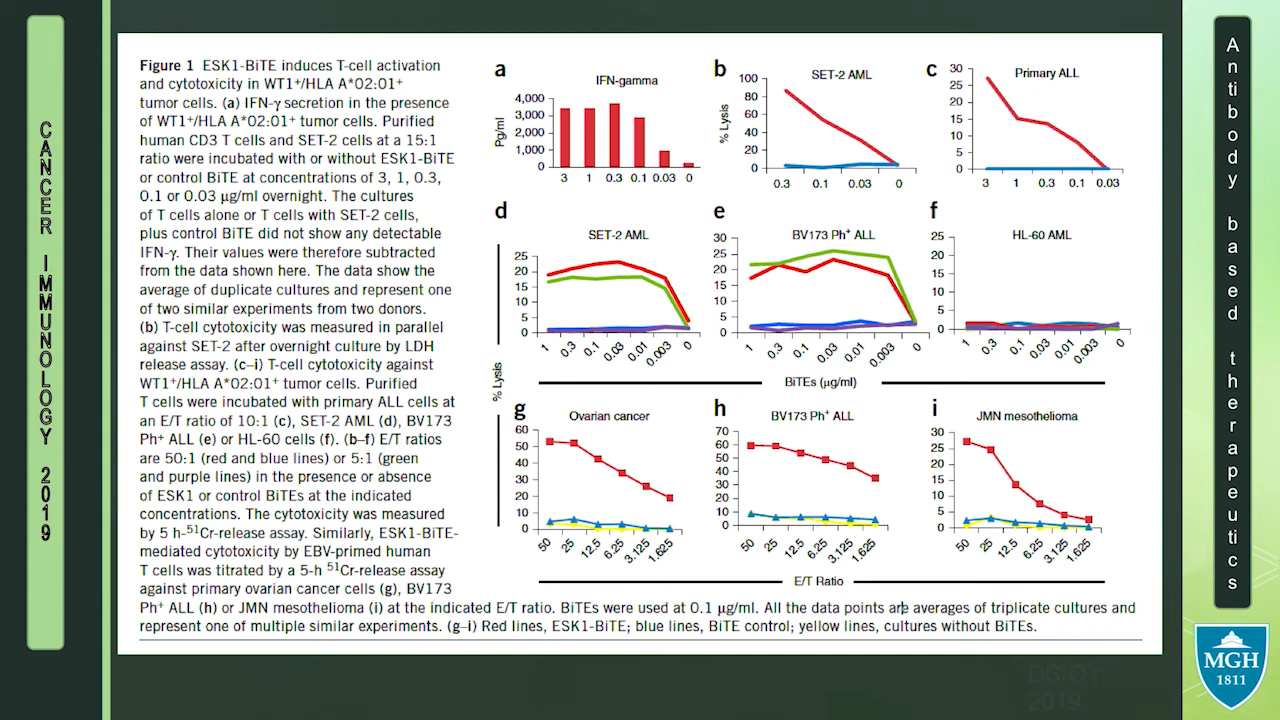 CANCER IMMUNOLOGY 2019
Figure 1 ESK1-BiTE induces T-cell activation
and cytotoxicity in WT1+/HLA A*02:01+
tumor cells. (a) IFN-γ secretion in the presence
of WT1+/HLA A*02:01+ tumor cells. Purified
human CD3 T cells and SET-2 cells at a 15:1
ratio were incubated with or without ESK1-BiTE
or control BiTE at concentrations of 3, 1, 0.3,
0.1 or 0.03 μg/ml overnight. The cultures
of T cells alone or T cells with SET-2 cells,
plus control BiTE did not show any detectable
IFN-γ. Their values were therefore subtracted
from the data shown here. The data show the
average of duplicate cultures and represent one
of two similar experiments from two donors.
(b) T-cell cytotoxicity was measured in parallel
against SET-2 after overnight culture by LDH
release assay. (c–i) T-cell cytotoxicity against
WT1+/HLA A*02:01+ tumor cells. Purified
T cells were incubated with primary ALL cells at
an E/T ratio of 10:1 (c), SET-2 AML (d), BV173
Ph+ ALL (e) or HL-60 cells (f). (b–f) E/T ratios
are 50:1 (red and blue lines) or 5:1 (green
and purple lines) in the presence or absence
of ESK1 or control BiTEs at the indicated
concentrations. The cytotoxicity was measured
by 5 h-51Cr-release assay. Similarly, ESK1-BiTE-
mediated cytotoxicity by EBV-primed human
T cells was titrated by a 5-h 51Cr-release assay
against primary ovarian cancer cells (g), BV173
Ph+ ALL (h) or JMN mesothelioma (i) at the indicated E/T ratio. BiTEs were used at 0.1 μg/ml. All the data points are averages of triplicate cultures and
represent one of multiple similar experiments. (g–i) Red lines, ESK1-BiTE; blue lines, BiTE control; yellow lines, cultures without BiTEs.
a
IFN-gamma
Pg/ml
4,000
3,000
2,000
1,000
0
3 1 0.3 0.1 0.03 0
b
SET-2 AML
% Lysis
100
80
60
40
20
0
0.3 0.1 0.03 0
c
Primary ALL
30
25
20
15
10
5
0
3 1 0.3 0.1 0.03
% Lysis
d
SET-2 AML
25
20
15
10
5
0
1 0.3 0.1 0.03 0.01 0.003 0
e
BV173 Ph+ ALL
30
25
20
15
10
5
0
1 0.3 0.1 0.03 0.01 0.003 0
f
HL-60 AML
25
20
15
10
5
0
1 0.3 0.1 0.03 0.01 0.003 0
BiTEs (μg/ml)
g
Ovarian cancer
60
50
40
30
20
10
0
50 25 12.5 6.25 3.125 1.625
h
BV173 Ph+ ALL
70
60
50
40
30
20
10
0
50 25 12.5 6.25 3.125 1.625
i
JMN mesothelioma
30
25
20
15
10
5
0
50 25 12.5 6.25 3.125 1.625
E/T Ratio
Antibody based therapeutics
MGH
1811
DS/OY
2019